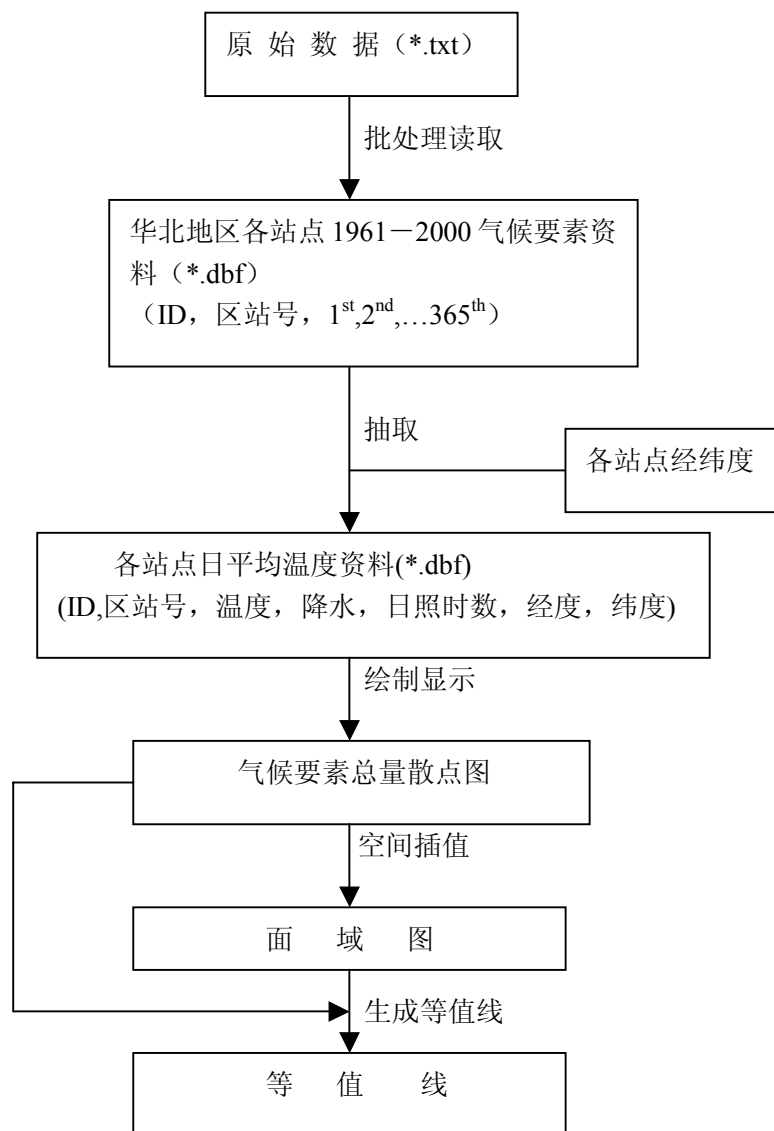 原 始 数 据（*.txt）
批处理读取
华北地区各站点 1961－2000 气候要素资
料（*.dbf）
（ID，区站号，1st,2nd,…365th）
抽取
各站点经纬度
各站点日平均温度资料(*.dbf)
(ID,区站号，温度，降水，日照时数，经度，纬度)
绘制显示
气候要素总量散点图
空间插值
面 域 图
生成等值线
等 值 线